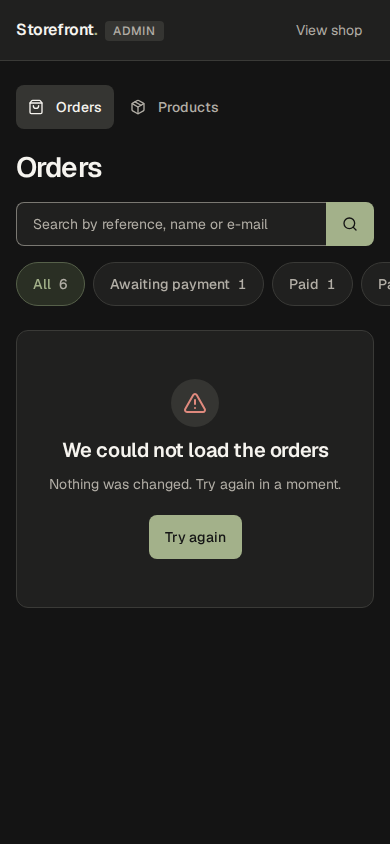 Storefront. ADMIN View shop
Orders Products
Orders
Search by reference, name or e-mail
All 6 Awaiting payment 1 Paid 1
We could not load the orders
Nothing was changed. Try again in a moment.
Try again